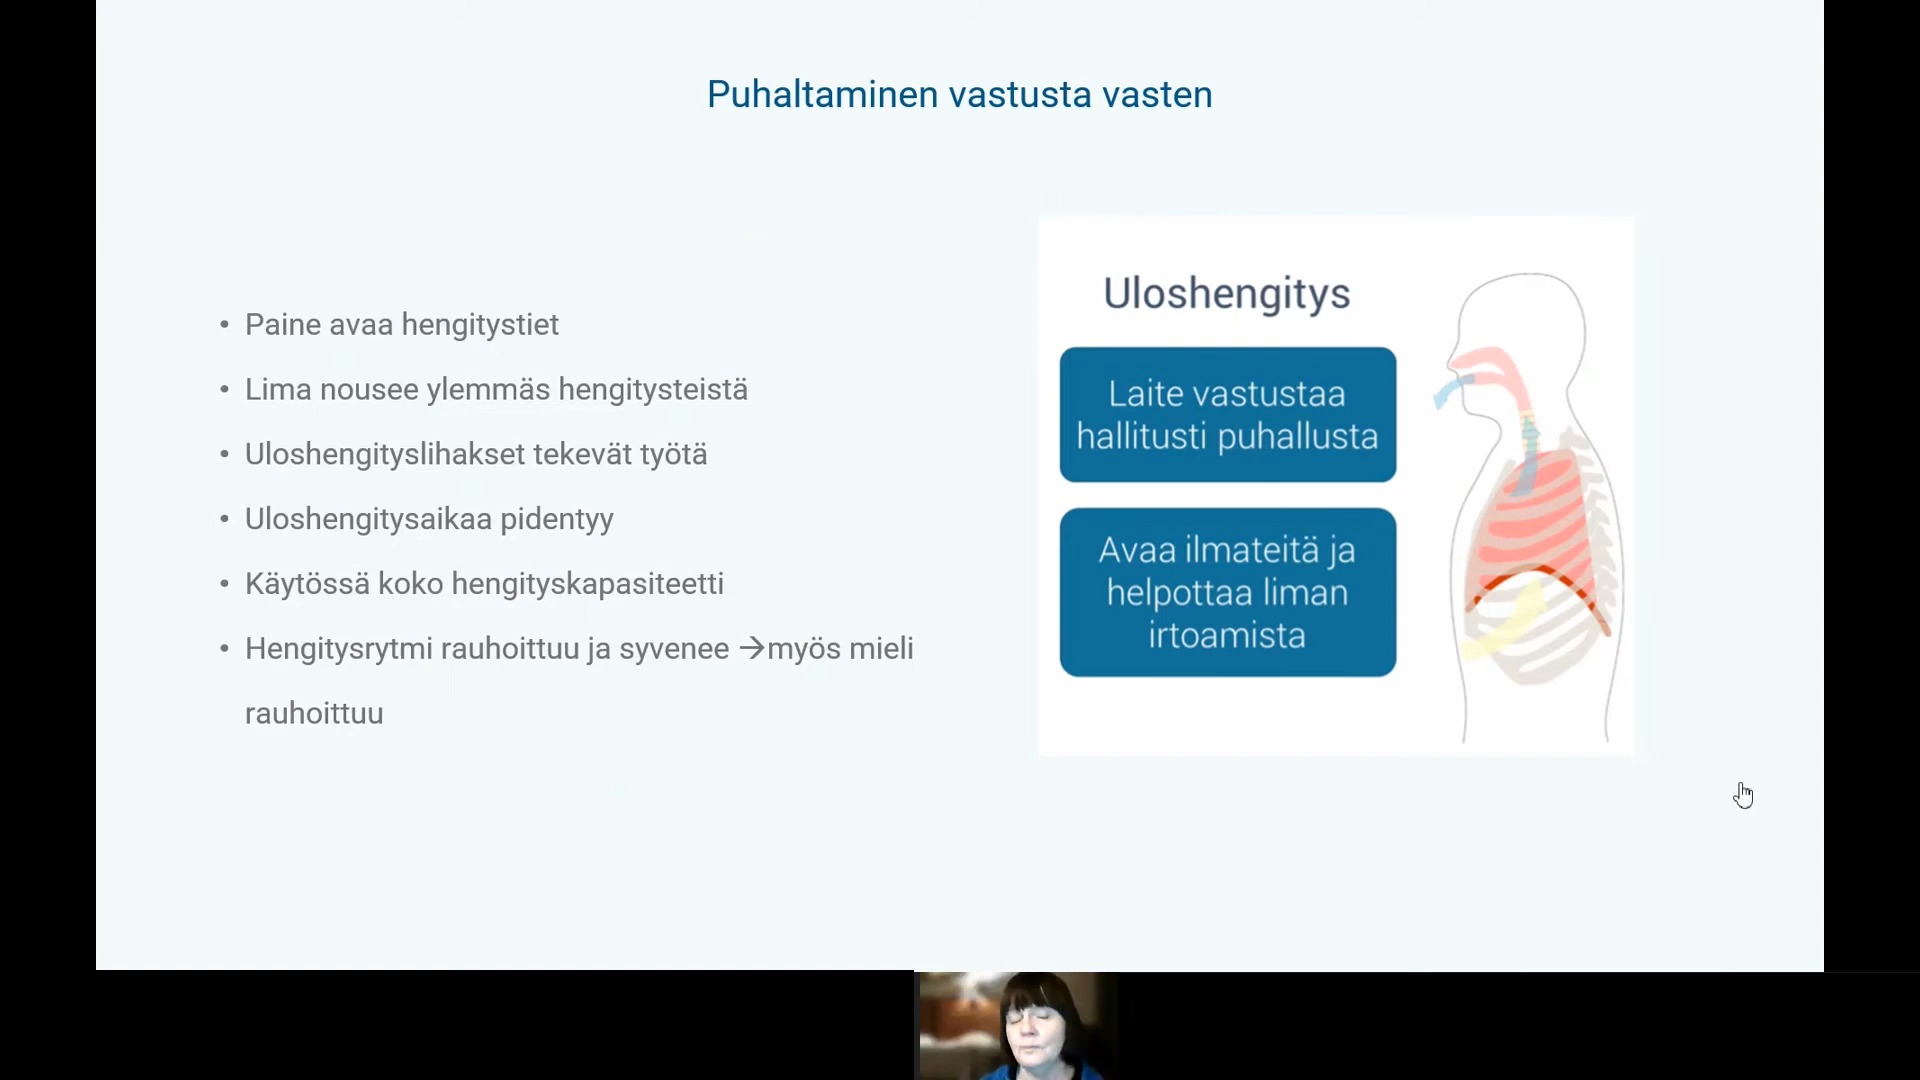 Puhaltaminen vastusta vasten
• Paine avaa hengitystiet
• Lima nousee ylemmäs hengitysteistä
• Uloshengityslihakset tekevät työtä
• Uloshengitysaikaa pidentyy
• Käytössä koko hengityskapasiteetti
• Hengitysrytmi rauhoittuu ja syvenee →myös mieli
rauhoittuu
Uloshengitys
Laite vastustaa
hallitusti puhallusta
Avaa ilmateitä ja
helpottaa liman
irtoamista